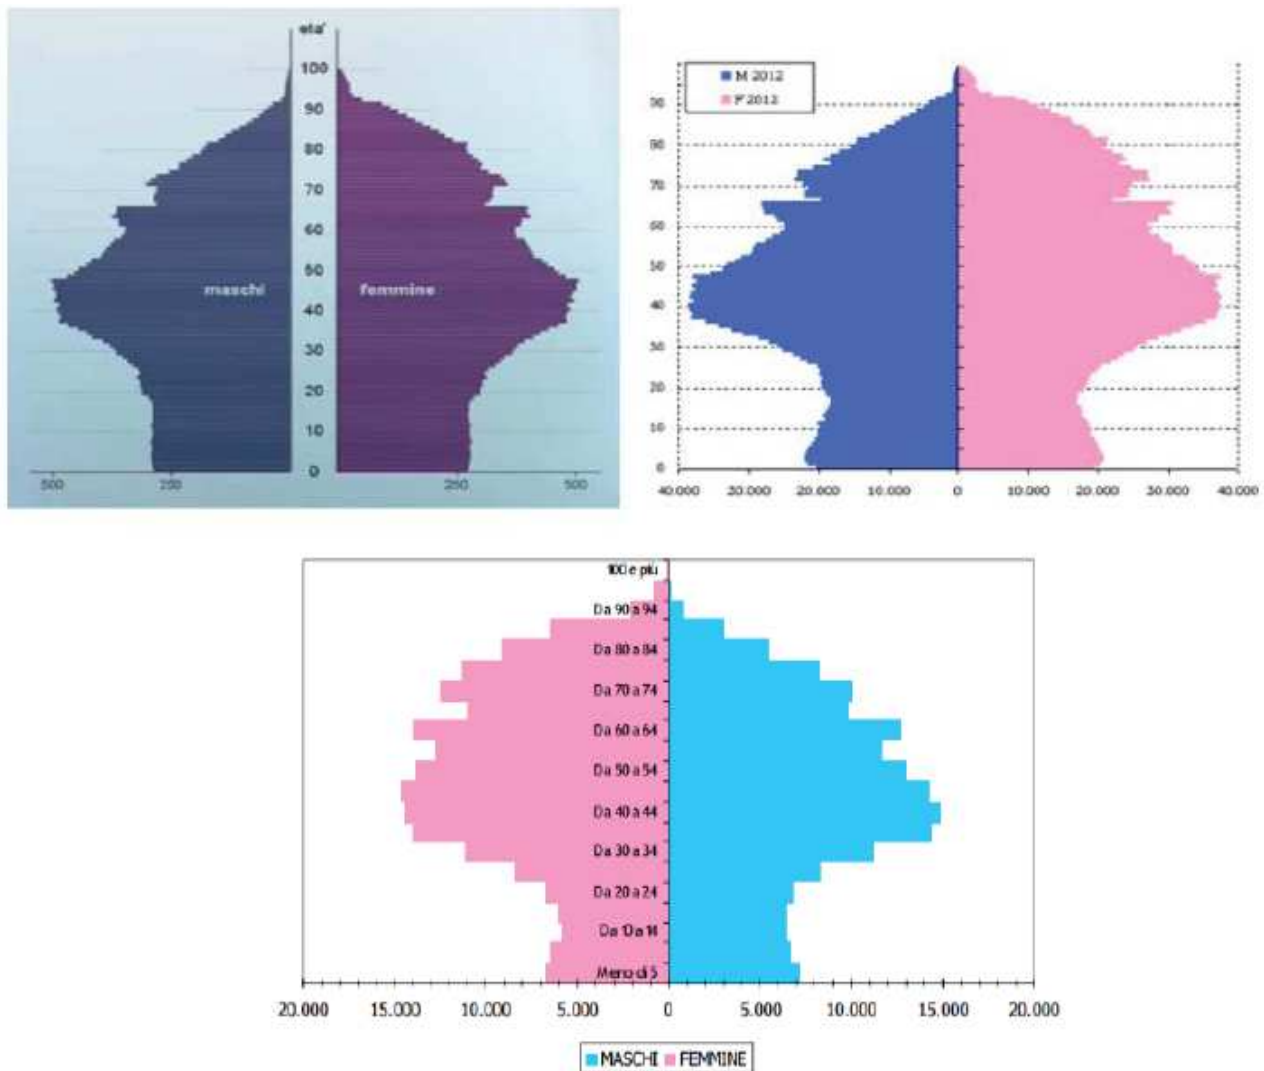 eta'
100
90
80
70
60
50
maschi
femmine
40
30
20
10
0
500
250
250
500
M 2012
F 2012
90
80
70
60
50
40
30
20
10
0
40.000
30.000
20.000
10.000
0
10.000
20.000
30.000
40.000
100 e più
Da 90 a 94
Da 80 a 84
Da 70 a 74
Da 60 a 64
Da 50 a 54
Da 40 a 44
Da 30 a 34
Da 20 a 24
Da 10 a 14
Meno di 5
20.000
15.000
10.000
5.000
0
5.000
10.000
15.000
20.000
MASCHI
FEMMINE